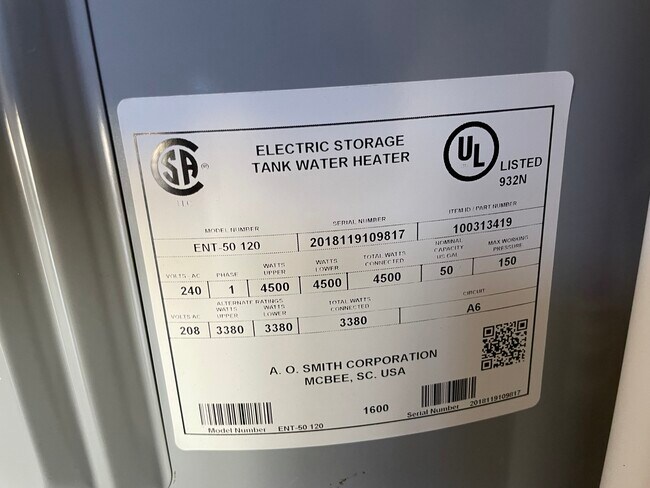 SA
®
ELECTRIC STORAGE
TANK WATER HEATER
UL
LISTED
932N
MODEL NUMBER SERIAL NUMBER ITEM ID / PART NUMBER
ENT-50 120 2018119109817 100313419
VOLTS - AC PHASE WATTS UPPER WATTS LOWER TOTAL WATTS CONNECTED NOMINAL CAPACITY US GAL MAX WORKING PRESSURE
240 1 4500 4500 4500 50 150
ALTERNATE RATINGS
VOLTS AC WATTS UPPER WATTS LOWER TOTAL WATTS CONNECTED CIRCUIT
208 3380 3380 3380 A6
A. O. SMITH CORPORATION
MCBEE, SC. USA
1600
Model Number ENT-50 120
Serial Number 2018119109817